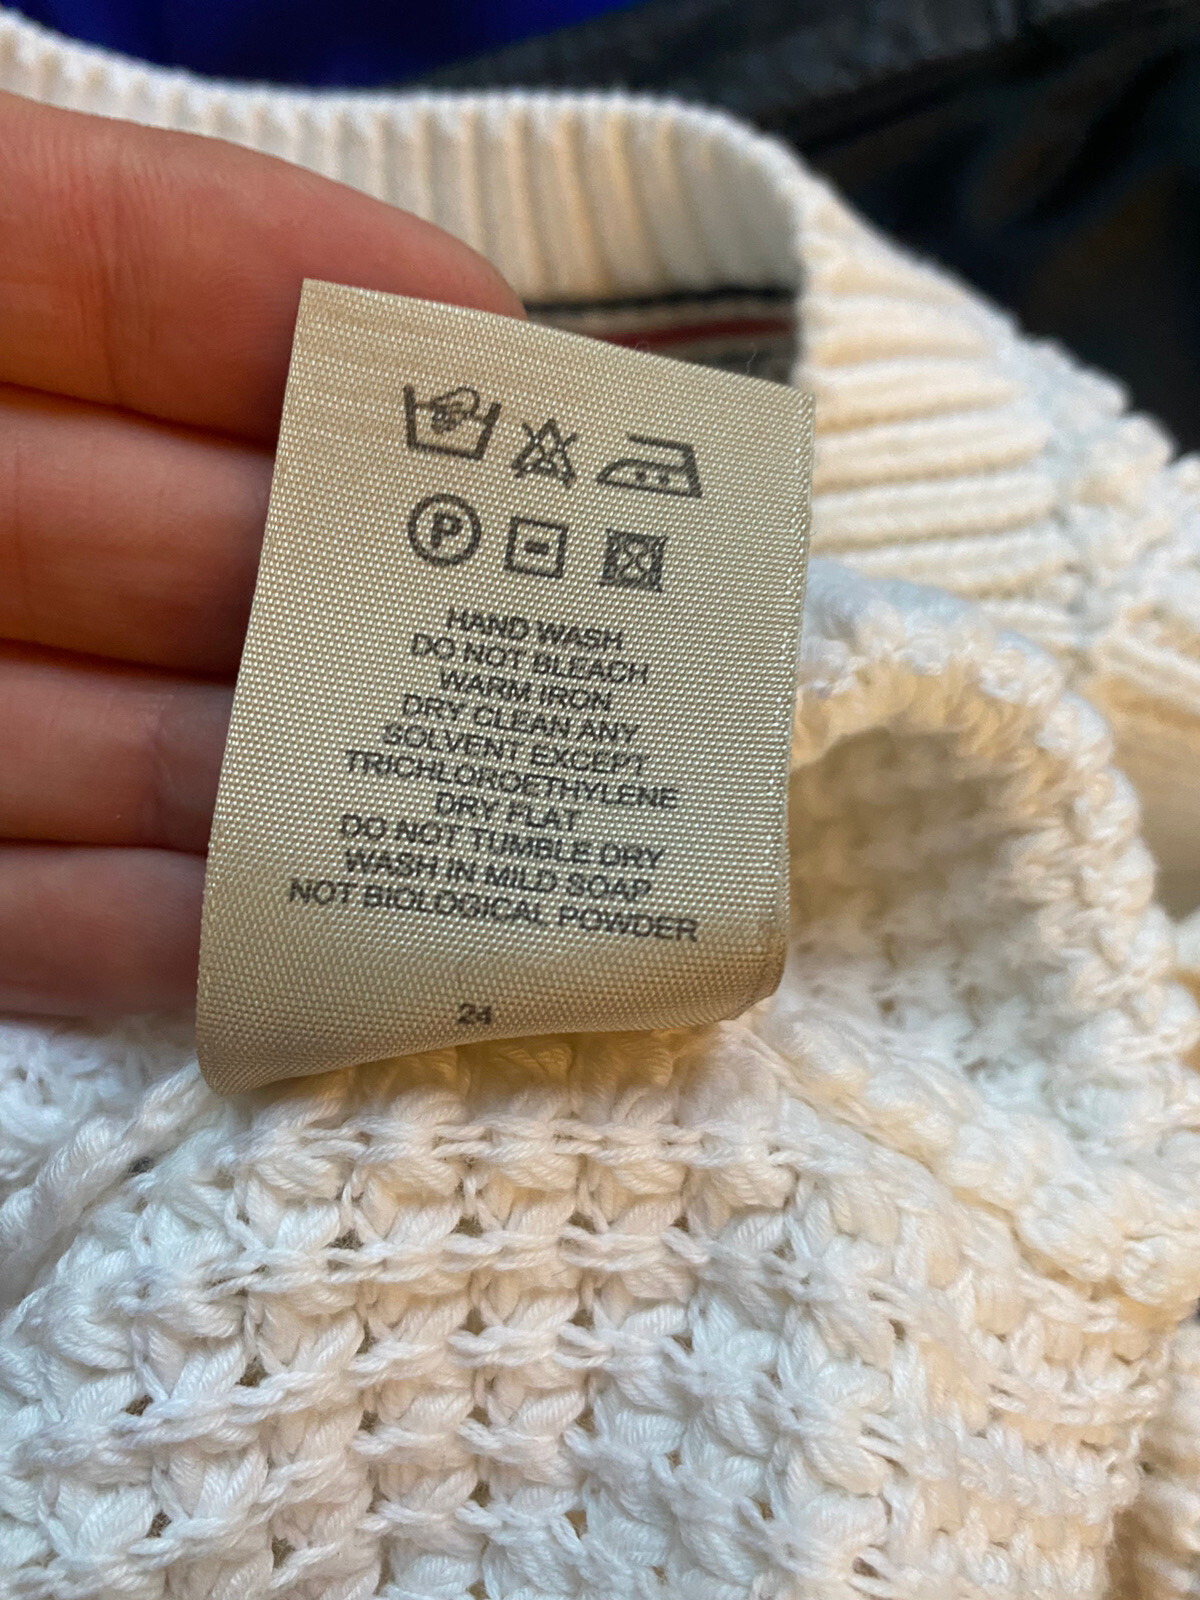 P
HAND WASH
DO NOT BLEACH
WARM IRON
DRY CLEAN ANY
SOLVENT EXCEPT
TRICHLOROETHYLENE
DRY FLAT
DO NOT TUMBLE DRY
WASH IN MILD SOAP
NOT BIOLOGICAL POWDER
24